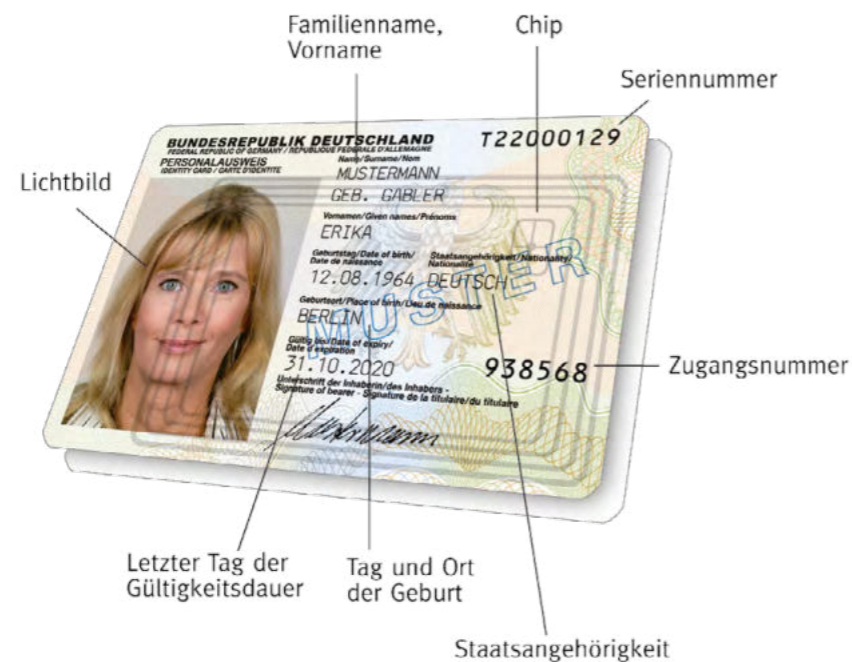 Familienname,
Vorname
Chip
Seriennummer
Lichtbild
BUNDESREPUBLIK DEUTSCHLAND
FEDERAL REPUBLIC OF GERMANY / REPUBLIQUE FEDERALE D'ALLEMAGNE
PERSONALAUSWEIS
IDENTITY CARD / CARTE D'IDENTITE
T22000129
Name/Surname/Nom
MUSTERMANN
GEB. GABLER
Vornamen/Given names/Prénoms
ERIKA
Geburtstag/Date of birth/
Date de naissance
Staatsangehörigkeit/Nationality/
Nationalité
12.08.1964
DEUTSCH
Geburtsort/Place of birth/Lieu de naissance
BERLIN
MUSTER
Gültig bis/Date of expiry/
Date d'expiration
31.10.2020
938568
Unterschrift der Inhaberin/des Inhabers -
Signature of bearer - Signature de la titulaire/du titulaire
Mustermann
Zugangsnummer
Letzter Tag der
Gültigkeitsdauer
Tag und Ort
der Geburt
Staatsangehörigkeit